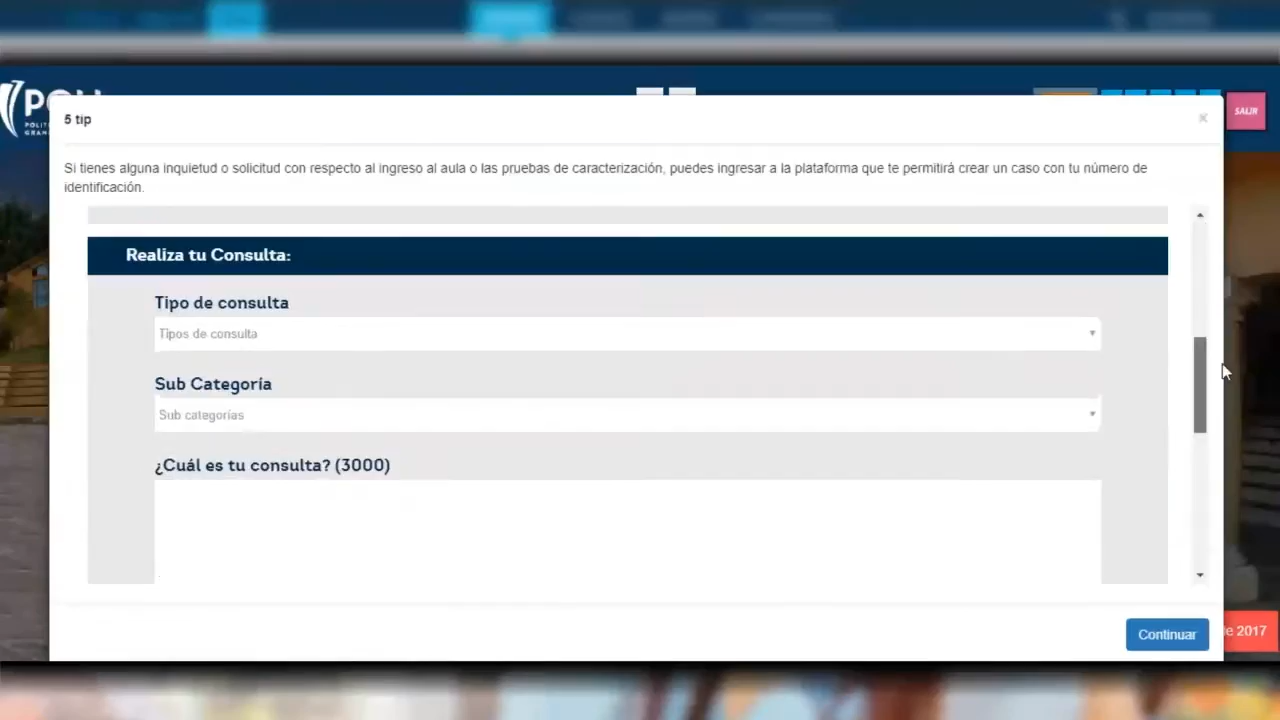 5 tip
×
SALIR
Si tienes alguna inquietud o solicitud con respecto al ingreso al aula o las pruebas de caracterización, puedes ingresar a la plataforma que te permitirá crear un caso con tu número de
identificación.
Realiza tu Consulta:
Tipo de consulta
Tipos de consulta
Sub Categoría
Sub categorías
¿Cuál es tu consulta? (3000)
Continuar
de 2017